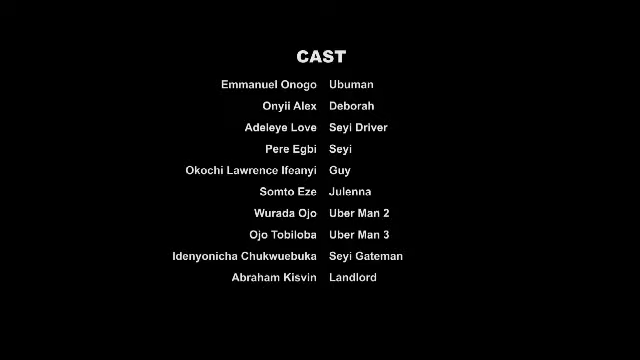 CAST
Emmanuel Onogo Ubuman
Onyii Alex Deborah
Adeleye Love Seyi Driver
Pere Egbi Seyi
Okochi Lawrence Ifeanyi Guy
Somto Eze Julenna
Wurada Ojo Uber Man 2
Ojo Tobiloba Uber Man 3
Idenyonicha Chukwuebuka Seyi Gateman
Abraham Kisvin Landlord